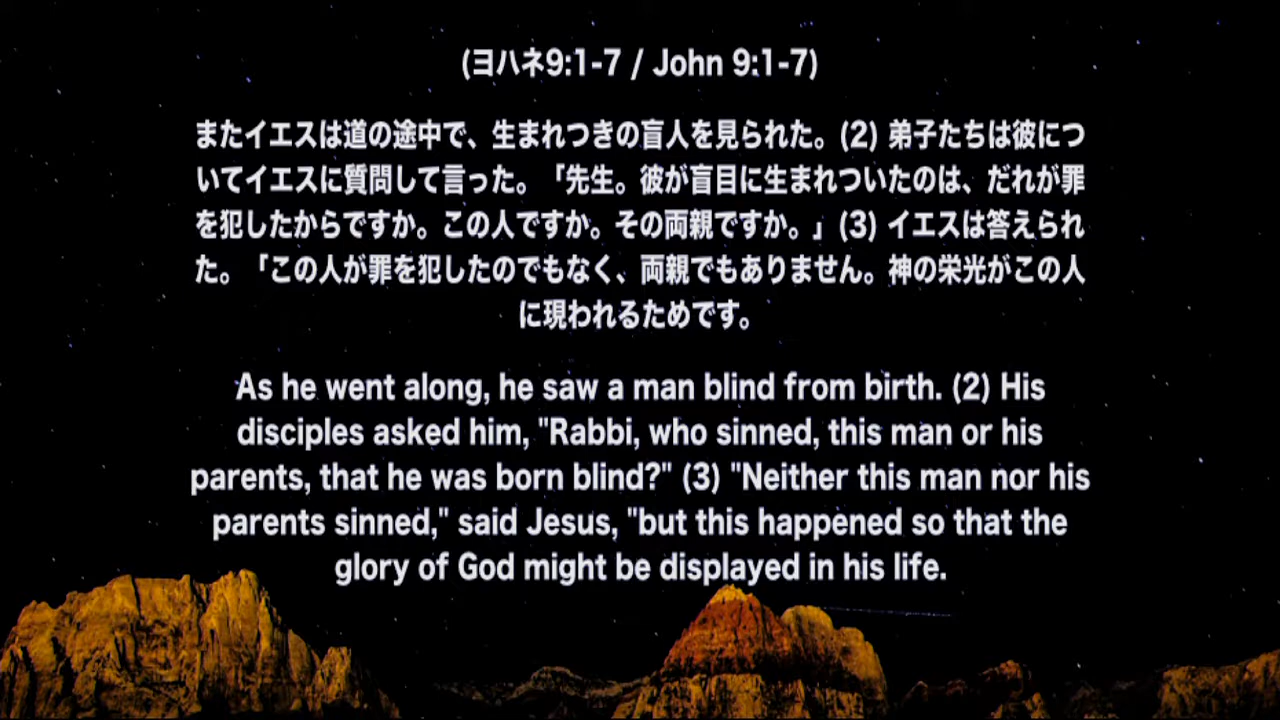 (ヨハネ9:1-7 / John 9:1-7)
またイエスは道の途中で、生まれつきの盲人を見られた。(2) 弟子たちは彼につ
いてイエスに質問して言った。「先生。彼が盲目に生まれついたのは、だれが罪
を犯したからですか。この人ですか。その両親ですか。」(3) イエスは答えられ
た。「この人が罪を犯したのでもなく、両親でもありません。神の栄光がこの人
に現われるためです。
As he went along, he saw a man blind from birth. (2) His
disciples asked him, "Rabbi, who sinned, this man or his
parents, that he was born blind?" (3) "Neither this man nor his
parents sinned," said Jesus, "but this happened so that the
glory of God might be displayed in his life.